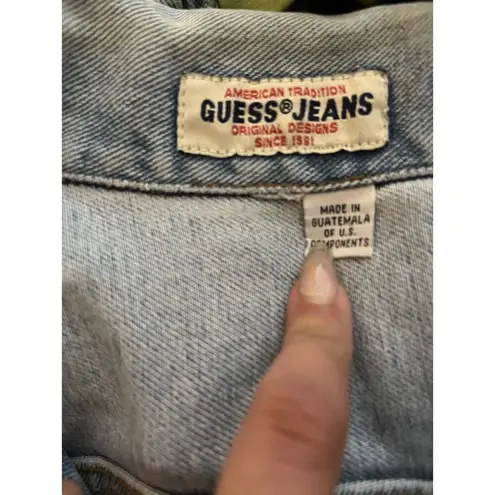 AMERICAN TRADITION
GUESS® JEANS
ORIGINAL DESIGNS
SINCE 1981
MADE IN
GUATEMALA
OF U.S.
COMPONENTS